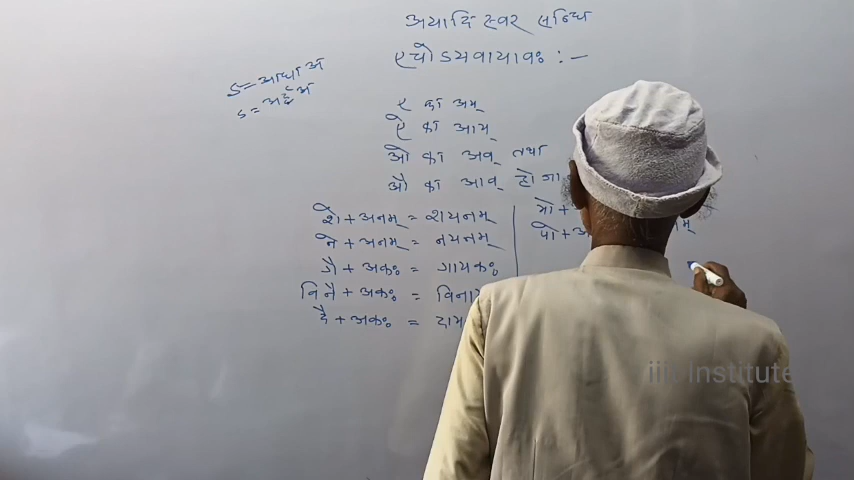 अयादि स्वर सन्धि
एचोऽयवायावः :-
ऽ = आधा अ
ऽ = अर्द्ध अ
ए का अय्
ऐ का आय्
ओ का अव् तथा
औ का आव् हो जा
शे + अनम् = शयनम्
ने + अनम् = नयनम्
गै + अकः = गायकः
विनै + अकः =
दै + अकः =
पो +
iiit Institute